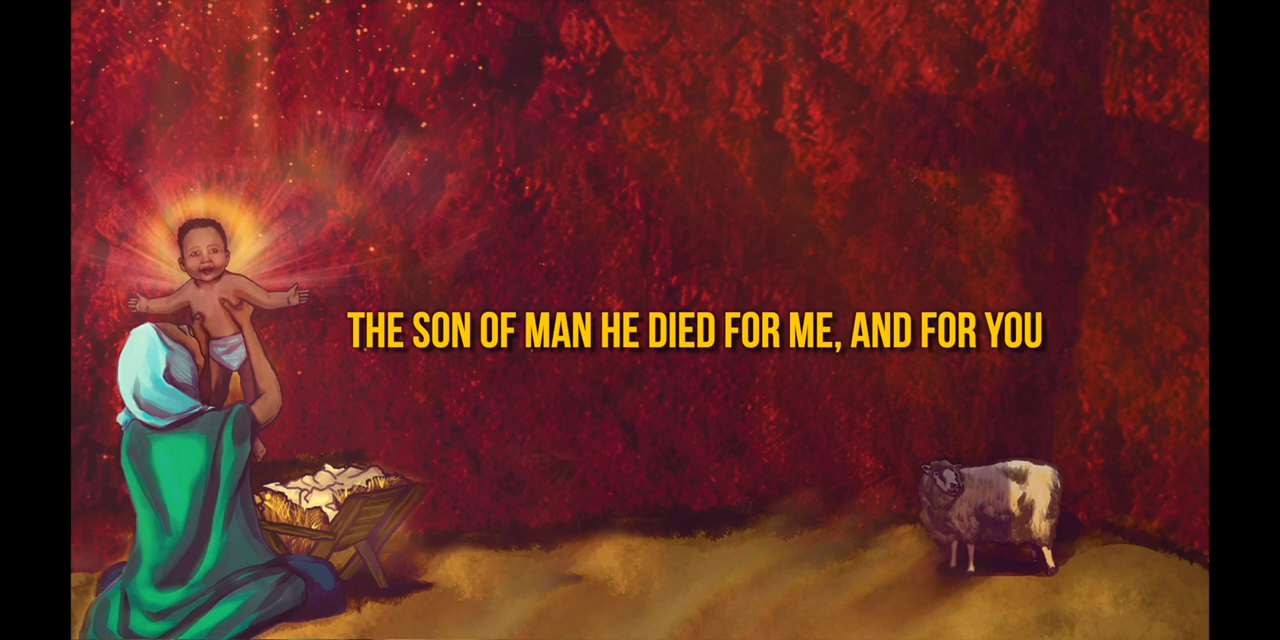 THE SON OF MAN HE DIED FOR ME, AND FOR YOU